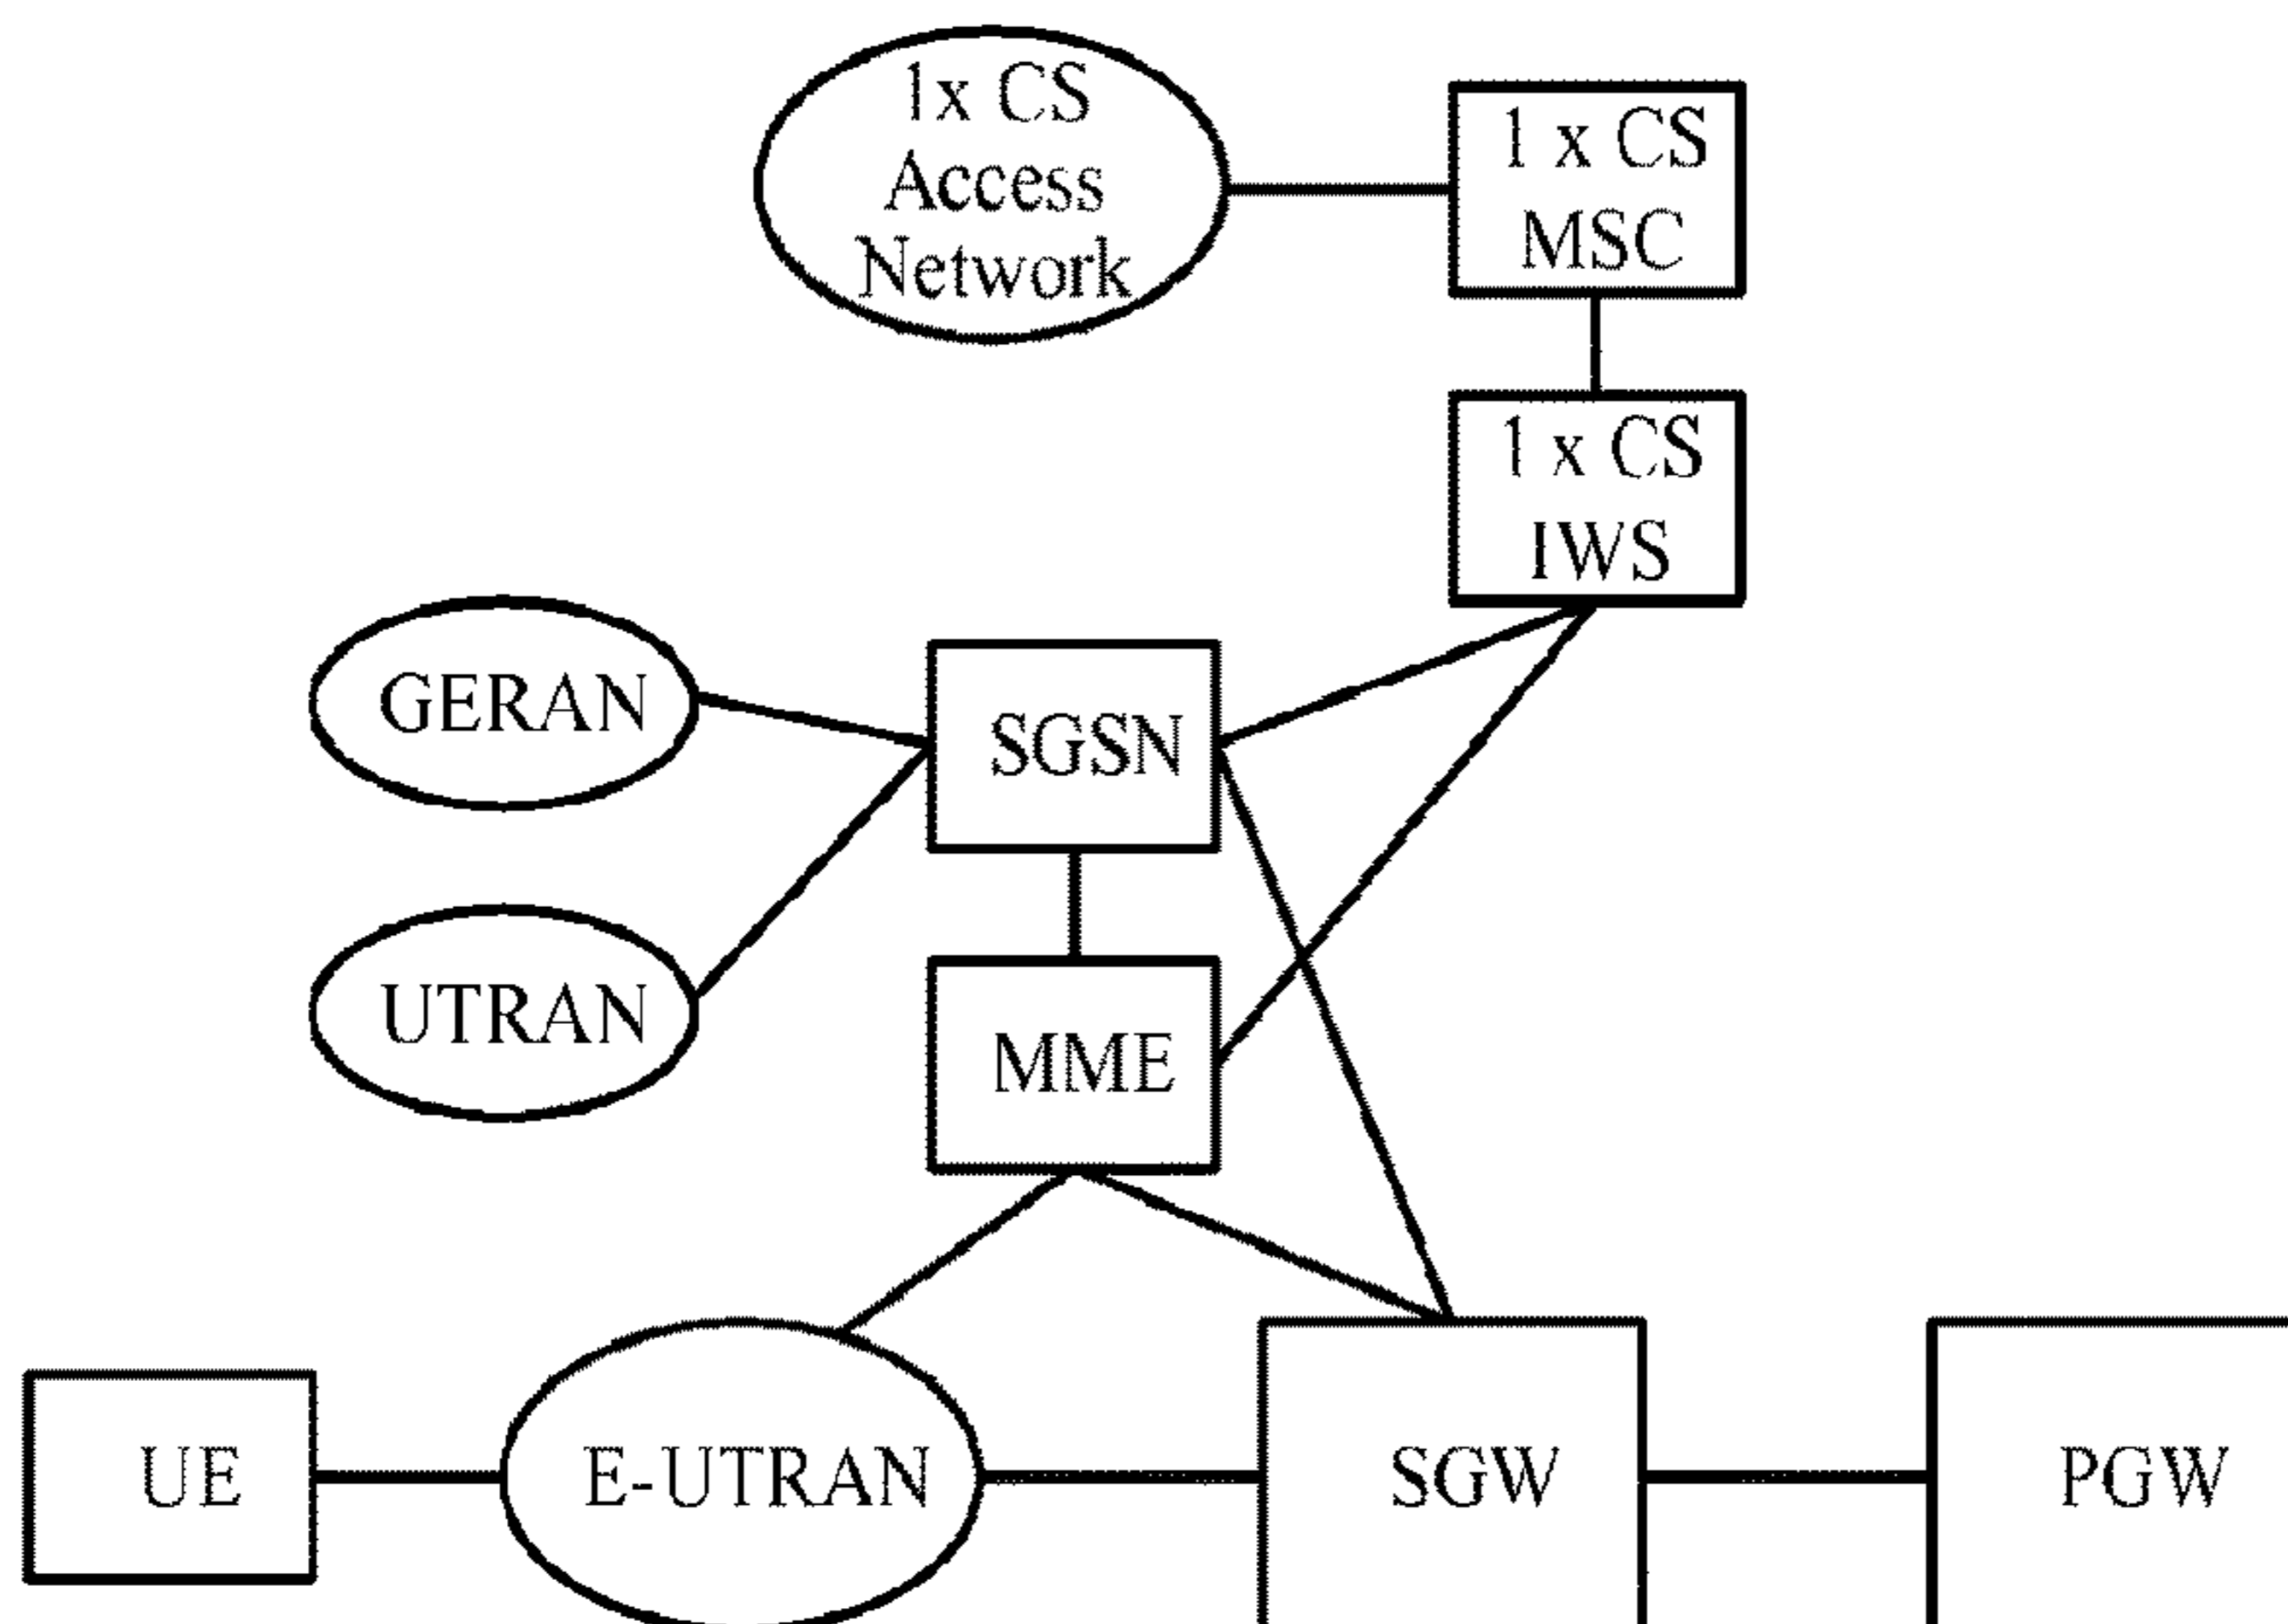 1x CS
Access
Network
1 x CS
MSC
1 x CS
IWS
GERAN
SGSN
UTRAN
MME
UE
E-UTRAN
SGW
PGW